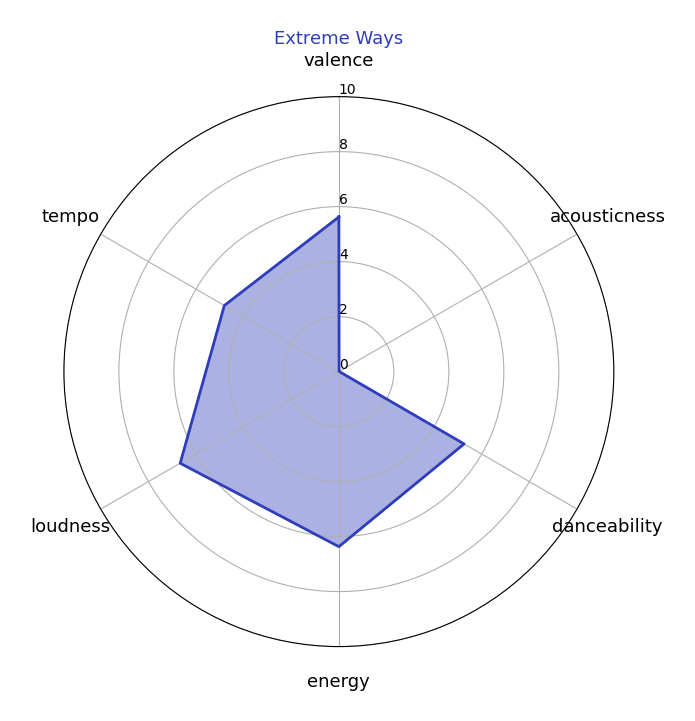 Extreme Ways
valence
10
8
tempo
acousticness
6
4
2
0
loudness
danceability
energy